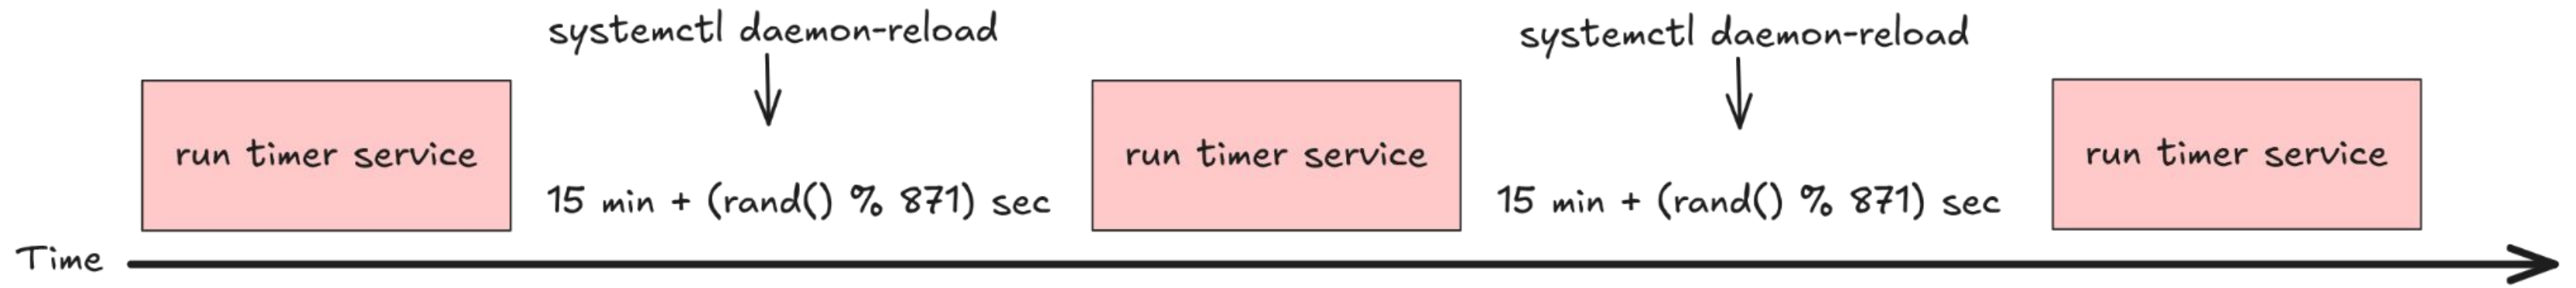 systemctl daemon-reload
systemctl daemon-reload
run timer service
run timer service
run timer service
15 min + (rand() % 871) sec
15 min + (rand() % 871) sec
Time